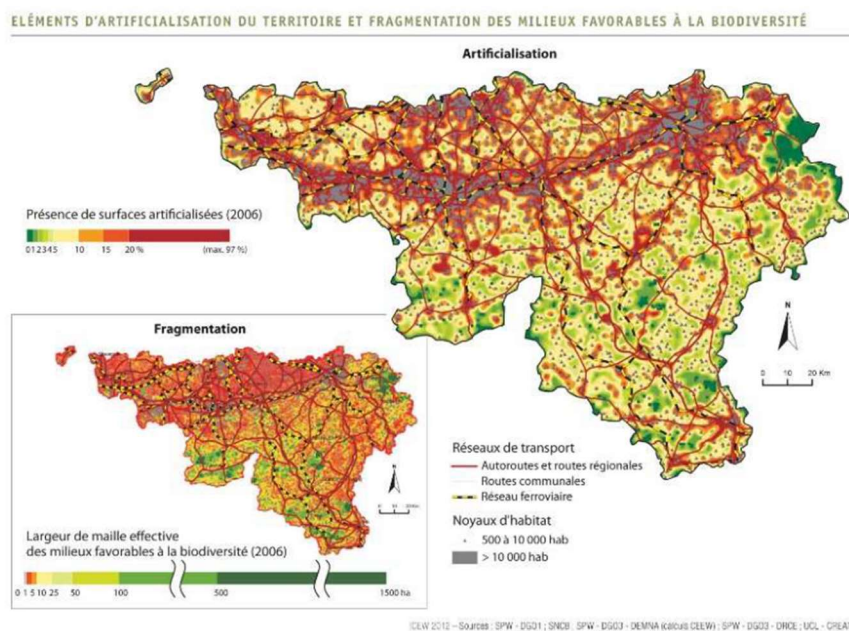 ELÉMENTS D'ARTIFICIALISATION DU TERRITOIRE ET FRAGMENTATION DES MILIEUX FAVORABLES À LA BIODIVERSITÉ
Artificialisation
Présence de surfaces artificialisées (2006)
0 1 2 3 4 5 10 15 20 % (max. 97 %)
N
0 10 20 Km
Fragmentation
N
Largeur de maille effective
des milieux favorables à la biodiversité (2006)
0 1 5 10 25 50 100 500 1500 ha
Réseaux de transport
Autoroutes et routes régionales
Routes communales
Réseau ferroviaire
Noyaux d'habitat
500 à 10 000 hab
> 10 000 hab
ICEW 2012 – Sources : SPW - DGO1 ; SNCB ; SPW - DGO3 - DEMNA (calculs CEEW) ; SPW - DGO3 - DRCE ; UCL - CREAT